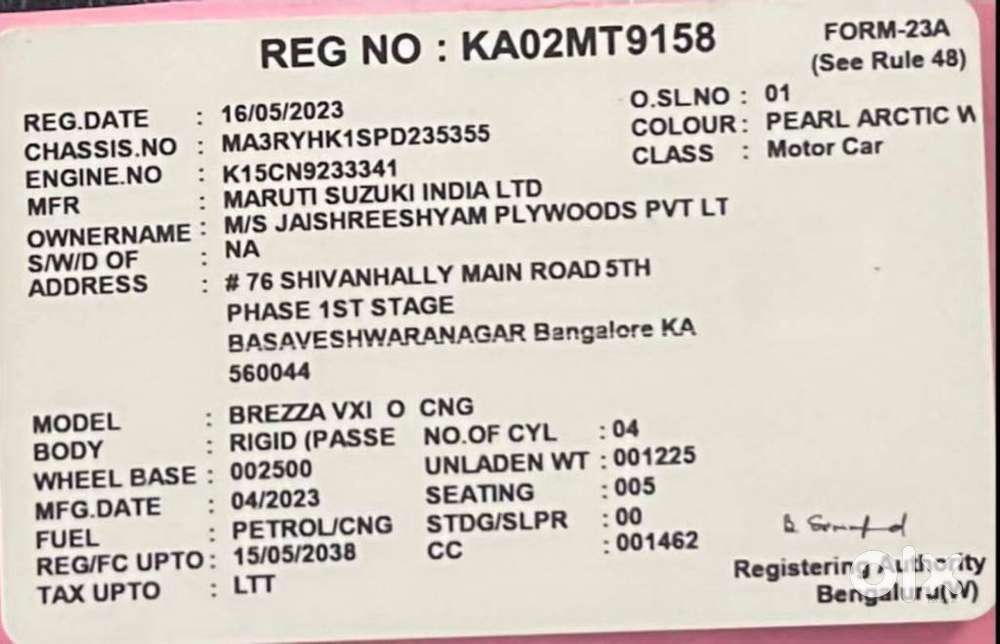 REG NO : KA02MT9158
FORM-23A
(See Rule 48)
REG.DATE : 16/05/2023
O.SL.NO : 01
CHASSIS.NO : MA3RYHK1SPD235355
COLOUR : PEARL ARCTIC W
ENGINE.NO : K15CN9233341
CLASS : Motor Car
MFR : MARUTI SUZUKI INDIA LTD
OWNERNAME : M/S JAISHREESHYAM PLYWOODS PVT LT
S/W/D OF : NA
ADDRESS : # 76 SHIVANHALLY MAIN ROAD 5TH
PHASE 1ST STAGE
BASAVESHWARANAGAR Bangalore KA
560044
MODEL : BREZZA VXI O CNG
BODY : RIGID (PASSE NO.OF CYL : 04
WHEEL BASE : 002500 UNLADEN WT : 001225
MFG.DATE : 04/2023 SEATING : 005
FUEL : PETROL/CNG STDG/SLPR : 00
REG/FC UPTO : 15/05/2038 CC : 001462
TAX UPTO : LTT
Registering Authority
Bengaluru(W)
olx